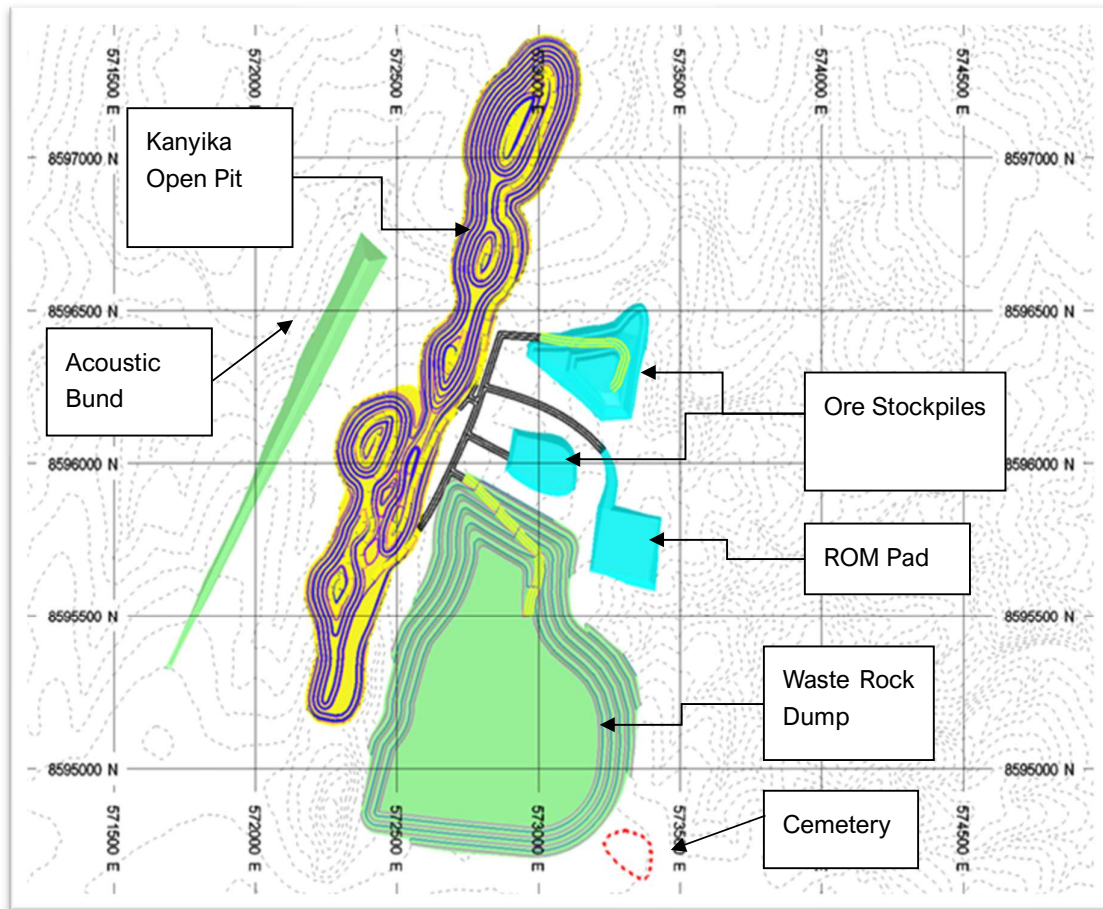 571500 E
572000 E
572500 E
573000 E
573500 E
574000 E
574500 E
Kanyika
Open Pit
8597000 N
8597000 N
8596500 N
8596500 N
Acoustic
Bund
Ore Stockpiles
8596000 N
8596000 N
ROM Pad
8595500 N
8595500 N
Waste Rock
Dump
8595000 N
8595000 N
Cemetery
571500 E
572000 E
572500 E
573000 E
573500 E
574000 E
574500 E